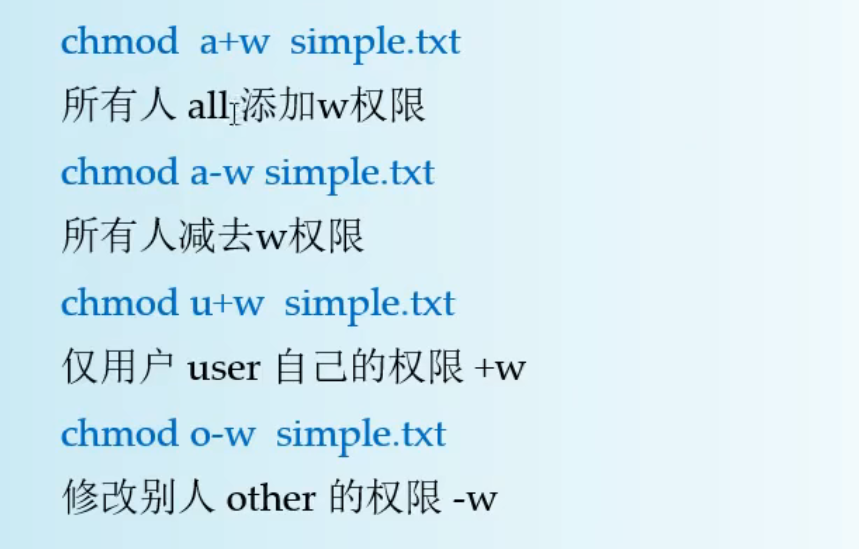 chmod a+w simple.txt
所有人 all添加w权限
chmod a-w simple.txt
所有人减去w权限
chmod u+w simple.txt
仅用户 user 自己的权限 +w
chmod o-w simple.txt
修改别人 other 的权限 -w